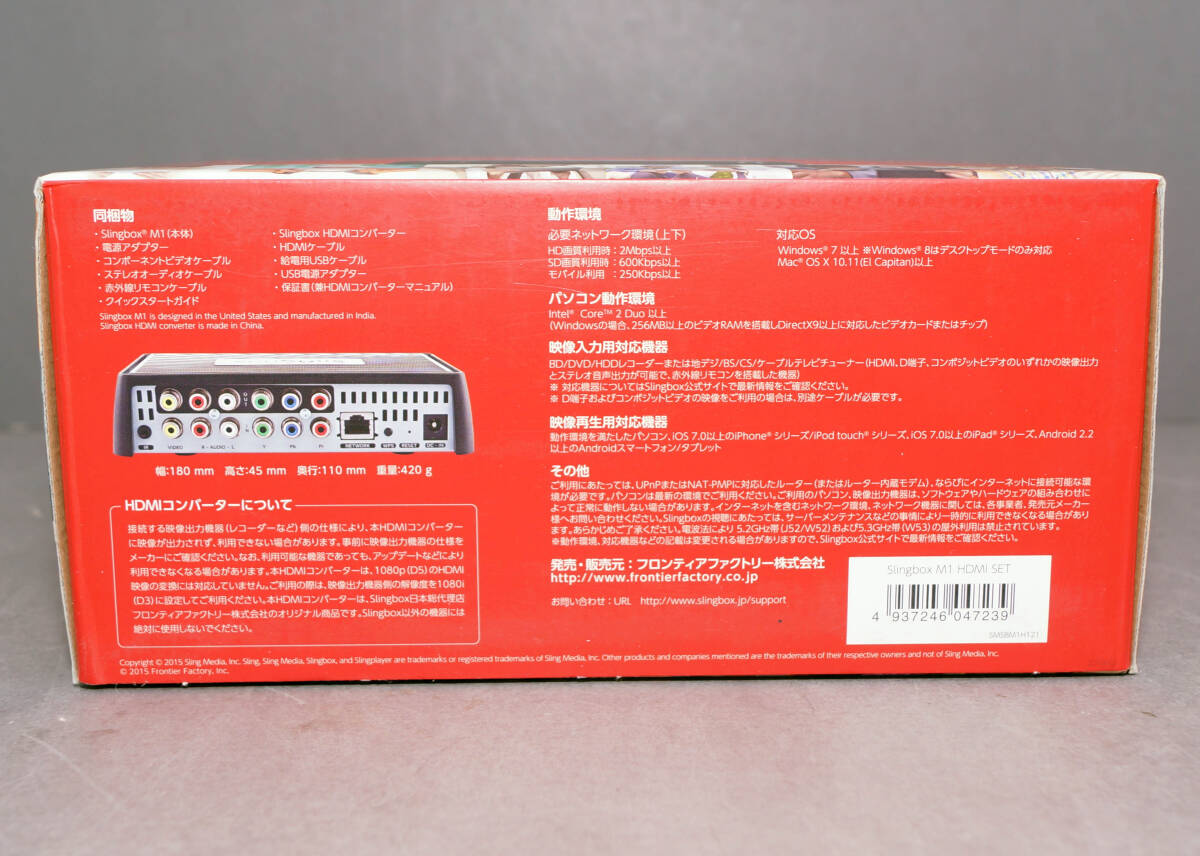 同梱物
・Slingbox® M1(本体)
・電源アダプター
・コンポーネントビデオケーブル
・ステレオオーディオケーブル
・赤外線リモコンケーブル
・クイックスタートガイド
・Slingbox HDMIコンバーター
・HDMIケーブル
・給電用USBケーブル
・USB電源アダプター
・保証書(兼HDMIコンバーターマニュアル)
Slingbox M1 is designed in the United States and manufactured in India.
Slingbox HDMI converter is made in China.
OUT
IN
IR
VIDEO
R - AUDIO - L
Y
Pb
Pr
NETWORK
WPS
RESET
DC - IN
幅:180 mm 高さ:45 mm 奥行:110 mm 重量:420 g
HDMIコンバーターについて
接続する映像出力機器(レコーダーなど)側の仕様により、本HDMIコンバーター
に映像が出力されず、利用できない場合があります。事前に映像出力機器の仕様を
メーカーにご確認ください。なお、利用可能な機器であっても、アップデートなどにより
利用できなくなる場合があります。本HDMIコンバーターは、1080p(D5)のHDMI
映像の変換には対応していません。ご利用の際は、映像出力機器側の解像度を1080i
(D3)に設定してご利用ください。本HDMIコンバーターは、Slingbox日本総代理店
フロンティアファクトリー株式会社のオリジナル商品です。Slingbox以外の機器には
絶対に使用しないでください。
動作環境
必要ネットワーク環境(上下)
HD画質利用時:2Mbps以上
SD画質利用時:600Kbps以上
モバイル利用 :250Kbps以上
対応OS
Windows® 7 以上 ※Windows® 8はデスクトップモードのみ対応
Mac® OS X 10.11(El Capitan)以上
パソコン動作環境
Intel® Core™ 2 Duo 以上
(Windowsの場合、256MB以上のビデオRAMを搭載しDirectX9以上に対応したビデオカードまたはチップ)
映像入力用対応機器
BD/DVD/HDDレコーダーまたは地デジ/BS/CS/ケーブルテレビチューナー(HDMI、D端子、コンポジットビデオのいずれかの映像出力
とステレオ音声出力が可能で、赤外線リモコンを搭載した機器)
※ 対応機器についてはSlingbox公式サイトで最新情報をご確認ください。
※ D端子およびコンポジットビデオの映像をご利用の場合は、別途ケーブルが必要です。
映像再生用対応機器
動作環境を満たしたパソコン、iOS 7.0以上のiPhone® シリーズ/iPod touch® シリーズ、iOS 7.0以上のiPad® シリーズ、Android 2.2
以上のAndroidスマートフォン/タブレット
その他
ご利用にあたっては、UPnPまたはNAT-PMPに対応したルーター(またはルーター内蔵モデム)、ならびにインターネットに接続可能な環
境が必要です。パソコンは最新の環境でご利用ください。ご利用のパソコン、映像出力機器は、ソフトウェアやハードウェアの組み合わせに
よって正常に動作しない場合があります。インターネットを含むネットワーク環境、ネットワーク機器に関しては、各事業者、発売元メーカー
様へお問い合わせください。Slingboxの視聴にあたっては、サーバーメンテナンスなどの事情により一時的に利用できなくなる場合があり
ます。あらかじめご了承ください。電波法により 5.2GHz帯(J52/W52)および5.3GHz帯(W53)の屋外利用は禁止されています。
※動作環境、対応機器などの記載は変更される場合がありますので、Slingbox公式サイトで最新情報をご確認ください。
発売・販売元:フロンティアファクトリー株式会社
http://www.frontierfactory.co.jp
お問い合わせ:URL http://www.slingbox.jp/support
Slingbox M1 HDMI SET
4 937246 047239
SMSBM1H121
Copyright © 2015 Sling Media, Inc. Sling, Sling Media, Slingbox, and Slingplayer are trademarks or registered trademarks of Sling Media, Inc. Other products and companies mentioned are the trademarks of their respective owners and not of Sling Media, Inc.
© 2015 Frontier Factory, Inc.